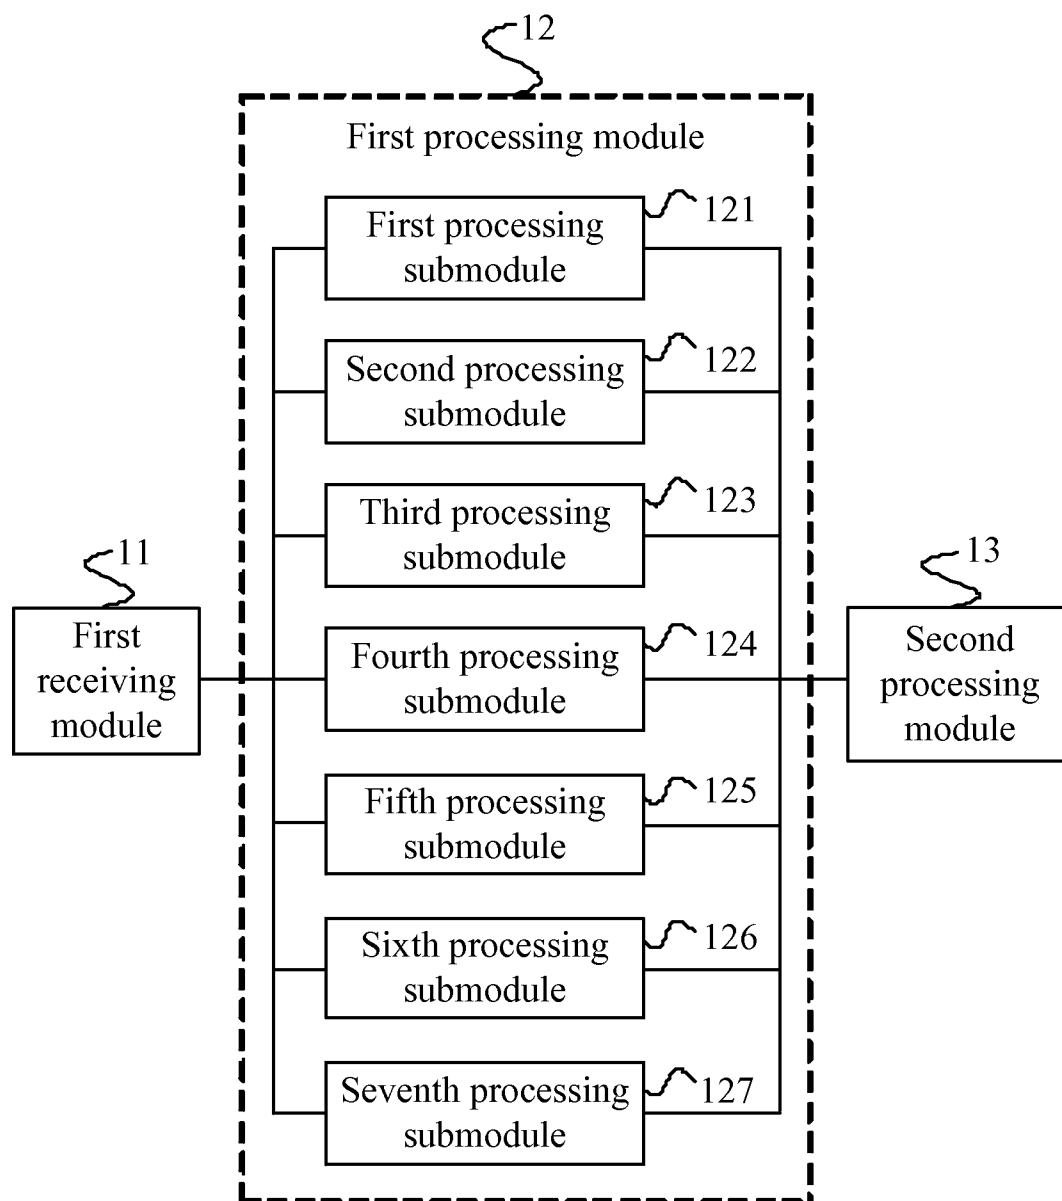 12
First processing module
First processing
submodule
121
Second processing
submodule
122
Third processing
submodule
123
11
First
receiving
module
Fourth processing
submodule
124
13
Second
processing
module
Fifth processing
submodule
125
Sixth processing
submodule
126
Seventh processing
submodule
127